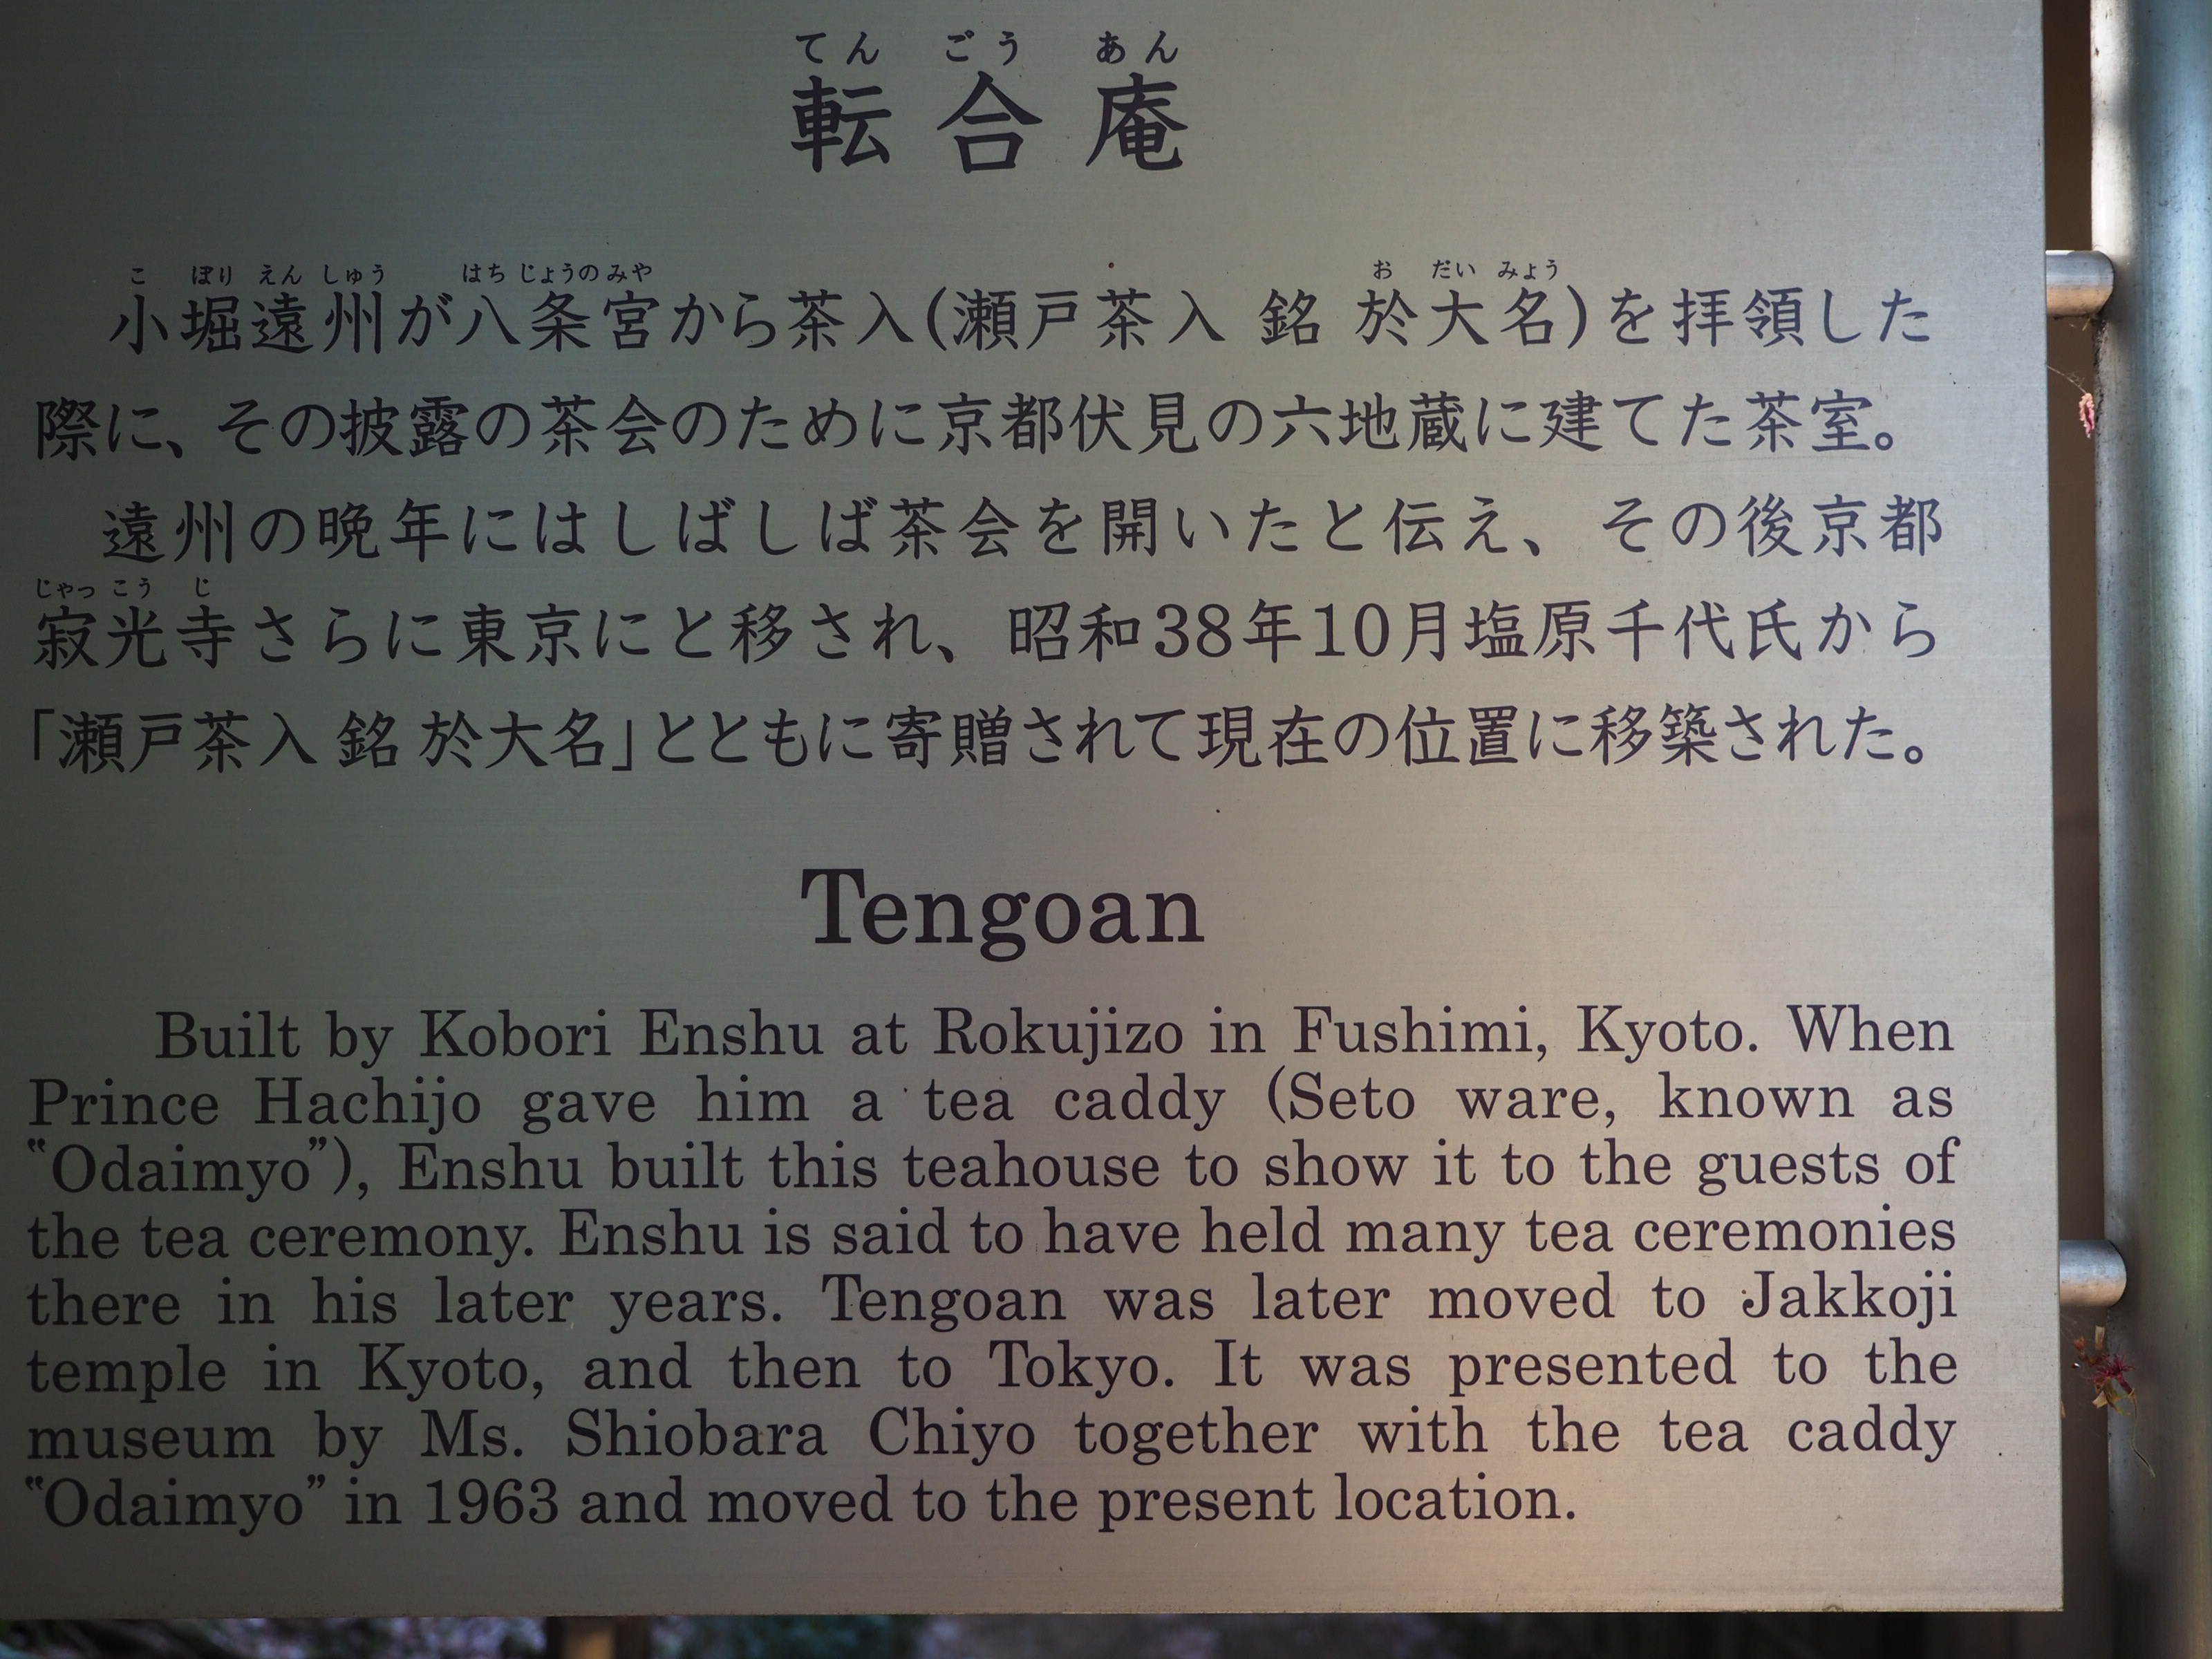 てん ごう あん
転合庵
こ ぼり えん しゅう はち じょうの みや お だい みょう
小堀遠州が八条宮から茶入(瀬戸茶入 銘 於大名)を拝領した
際に、その披露の茶会のために京都伏見の六地蔵に建てた茶室。
遠州の晩年にはしばしば茶会を開いたと伝え、その後京都
じゃっ こう じ
寂光寺さらに東京にと移され、昭和38年10月塩原千代氏から
「瀬戸茶入 銘 於大名」とともに寄贈されて現在の位置に移築された。
Tengoan
Built by Kobori Enshu at Rokujizo in Fushimi, Kyoto. When
Prince Hachijo gave him a tea caddy (Seto ware, known as
“Odaimyo”), Enshu built this teahouse to show it to the guests of
the tea ceremony. Enshu is said to have held many tea ceremonies
there in his later years. Tengoan was later moved to Jakkoji
temple in Kyoto, and then to Tokyo. It was presented to the
museum by Ms. Shiobara Chiyo together with the tea caddy
“Odaimyo” in 1963 and moved to the present location.